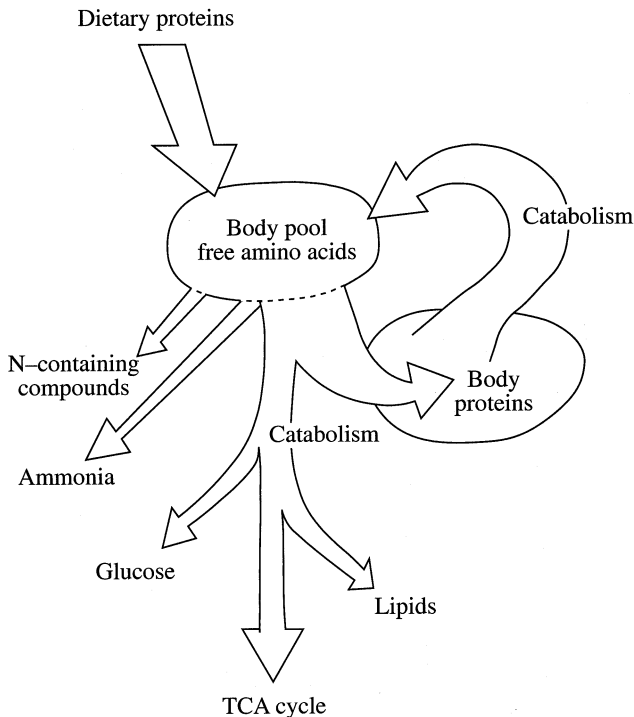 Dietary proteins
Body pool
free amino acids
Catabolism
N–containing
compounds
Body
proteins
Catabolism
Ammonia
Glucose
Lipids
TCA cycle